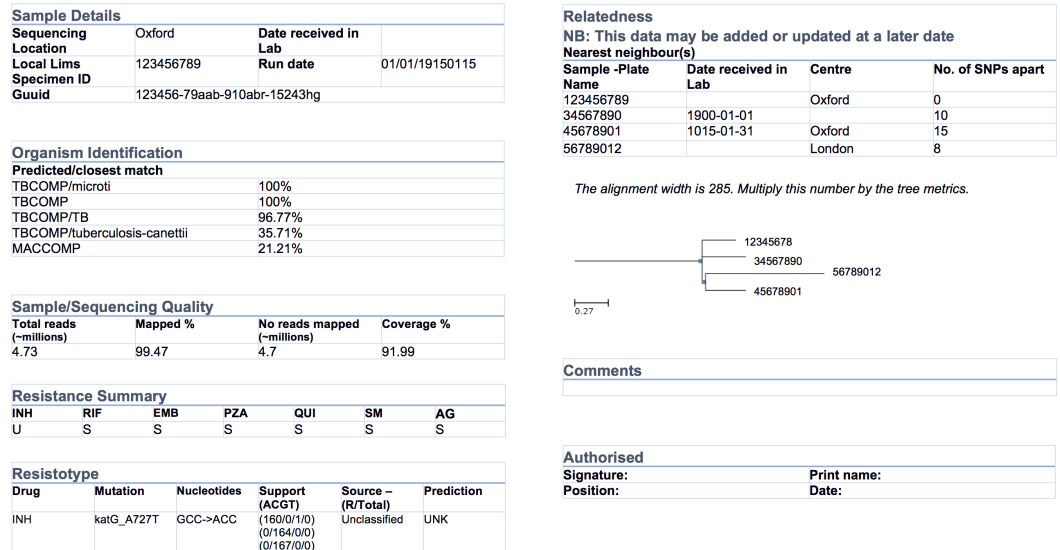 Sample Details
Sequencing Location Oxford Date received in Lab
Local Lims Specimen ID 123456789 Run date 01/01/19150115
Guuid 123456-79aab-910abr-15243hg
Organism Identification
Predicted/closest match
TBCOMP/microti 100%
TBCOMP 100%
TBCOMP/TB 96.77%
TBCOMP/tuberculosis-canettii 35.71%
MACCOMP 21.21%
Sample/Sequencing Quality
Total reads (~millions) Mapped % No reads mapped (~millions) Coverage %
4.73 99.47 4.7 91.99
Resistance Summary
INH RIF EMB PZA QUI SM AG
U S S S S S S
Resistotype
Drug Mutation Nucleotides Support (ACGT) Source – (R/Total) Prediction
INH katG_A727T GCC->ACC (160/0/1/0) Unclassified UNK
(0/164/0/0)
(0/167/0/0)
Relatedness
NB: This data may be added or updated at a later date
Nearest neighbour(s)
Sample -Plate Name Date received in Lab Centre No. of SNPs apart
123456789 Oxford 0
34567890 1900-01-01 10
45678901 1015-01-31 Oxford 15
56789012 London 8
The alignment width is 285. Multiply this number by the tree metrics.
12345678
34567890
56789012
45678901
0.27
Comments
Authorised
Signature: Print name:
Position: Date: